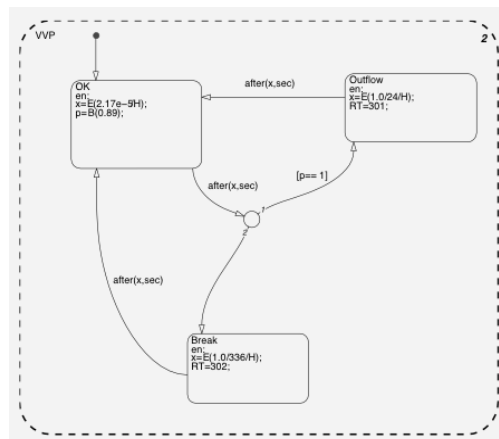 VVP
2
OK
en;
x=E(2.17e-5/H);
p=B(0.89);
after(x,sec)
Outflow
en;
x=E(1.0/24/H);
RT=301;
after(x,sec)
[p== 1]
1
2
after(x,sec)
Break
en;
x=E(1.0/336/H);
RT=302;